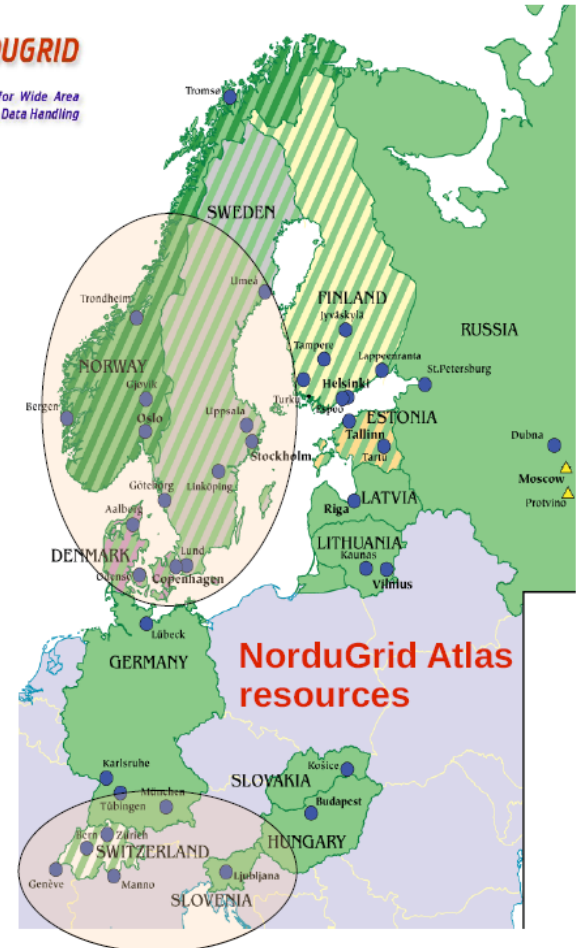 UGRID
for Wide Area
Data Handling
Tromsø
SWEDEN
Umeå
Trondheim
FINLAND
Jyväskylä
RUSSIA
Tampere
Lappeenranta
NORWAY
St.Petersburg
Gjøvik
Helsinki
Turku
Bergen
Uppsala
Espoo
ESTONIA
Oslo
Tallinn
Dubna
Stockholm
Tartu
Moscow
Göteborg
Linköping
LATVIA
Protvino
Aalborg
Riga
LITHUANIA
DENMARK
Lund
Kaunas
Odense
Copenhagen
Vilnius
Lübeck
NorduGrid Atlas
GERMANY
resources
Karlsruhe
Košice
SLOVAKIA
München
Tübingen
Budapest
Bern
Zürich
HUNGARY
SWITZERLAND
Genève
Manno
Ljubljana
SLOVENIA